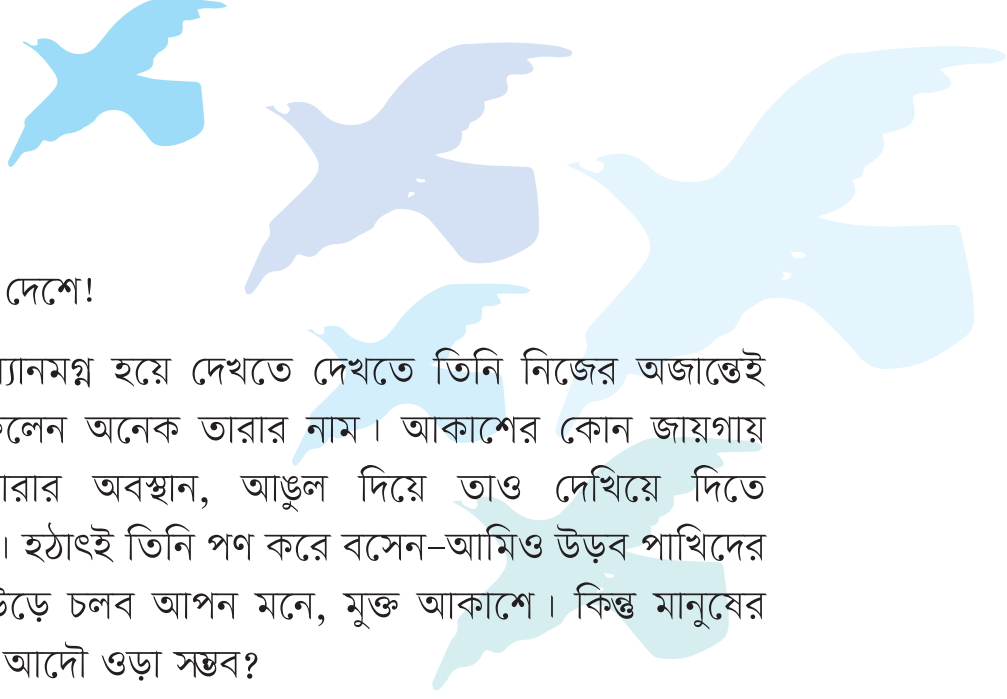 দেশে!
হয়ে দেখতে দেখতে তিনি নিজের অজান্তেই
অনেক তারার নাম। আকাশের কোন জায়গায়
অবস্থান, আঙুল দিয়ে তাও দেখিয়ে দিতে
। হঠাৎই তিনি পণ করে বসেন–আমিও উড়ব পাখিদের
চলব আপন মনে, মুক্ত আকাশে। কিন্তু মানুষের
আদৌ ওড়া সম্ভব?